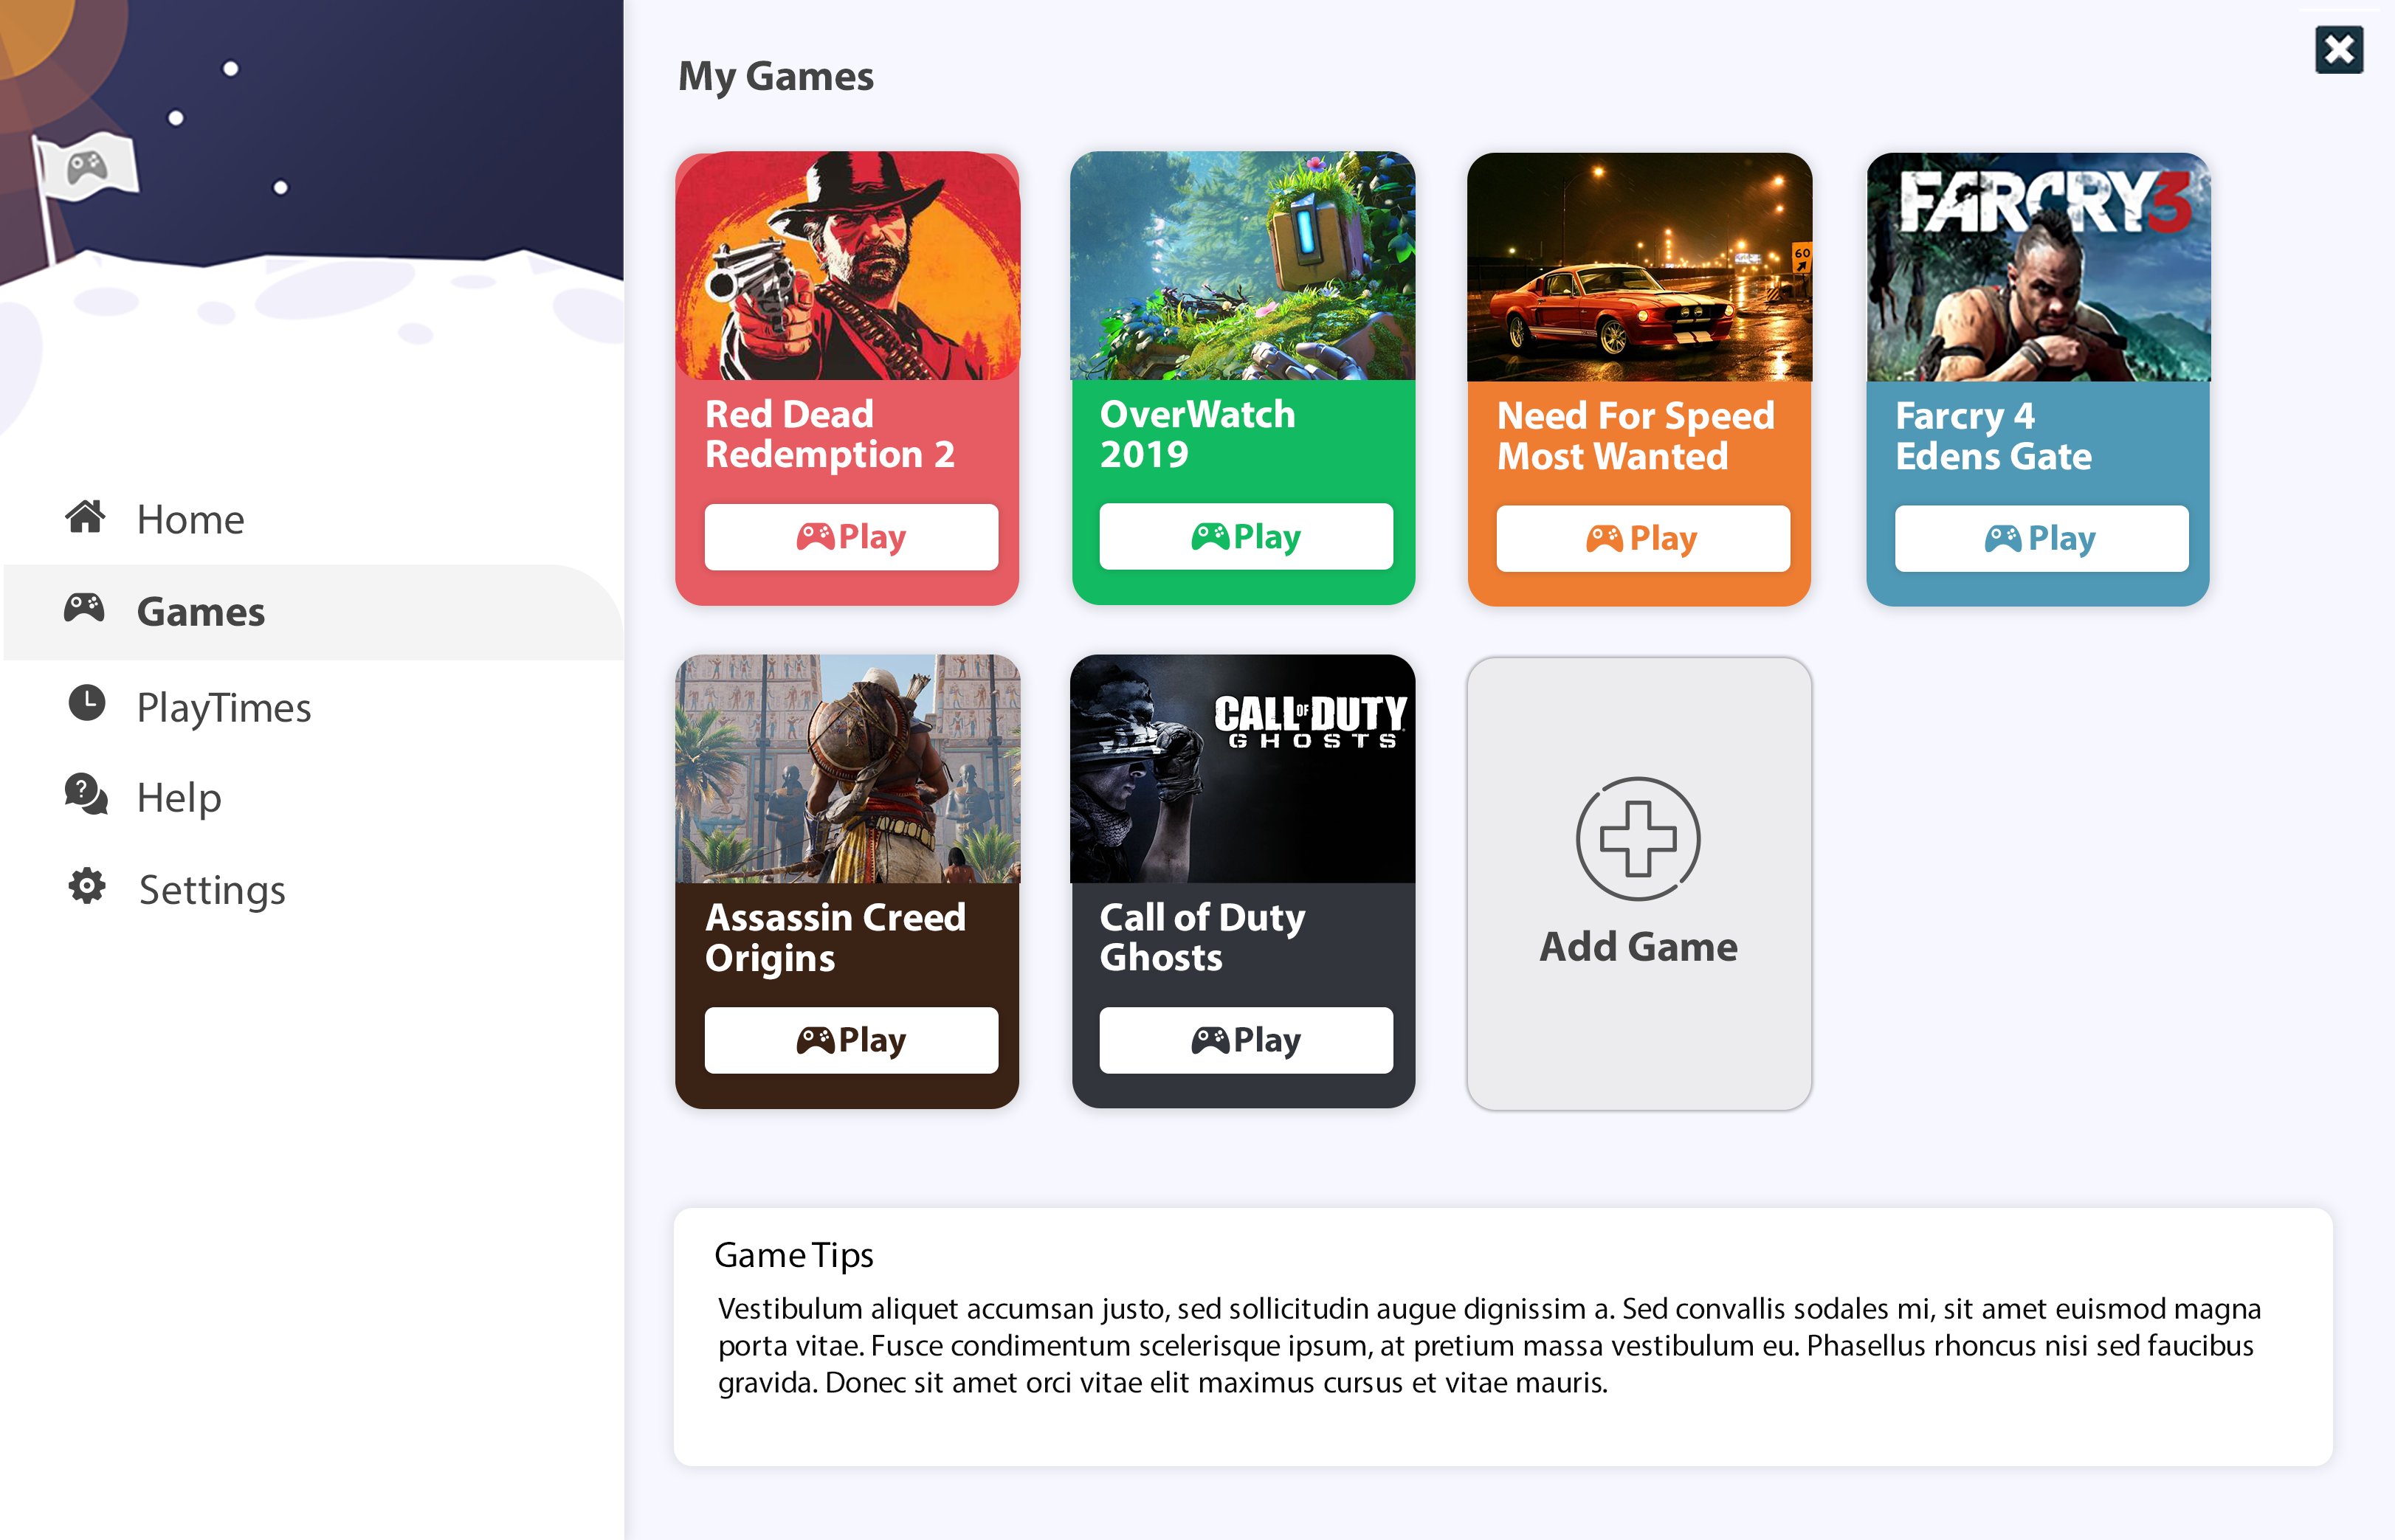 My Games
FARCRY3
60
Red Dead
Redemption 2
Play
OverWatch
2019
Play
Need For Speed
Most Wanted
Play
Farcry 4
Edens Gate
Play
Home
Games
PlayTimes
Help
Settings
CALL OF DUTY
GHOSTS
Assassin Creed
Origins
Play
Call of Duty
Ghosts
Play
Add Game
Game Tips
Vestibulum aliquet accumsan justo, sed sollicitudin augue dignissim a. Sed convallis sodales mi, sit amet euismod magna
porta vitae. Fusce condimentum scelerisque ipsum, at pretium massa vestibulum eu. Phasellus rhoncus nisi sed faucibus
gravida. Donec sit amet orci vitae elit maximus cursus et vitae mauris.